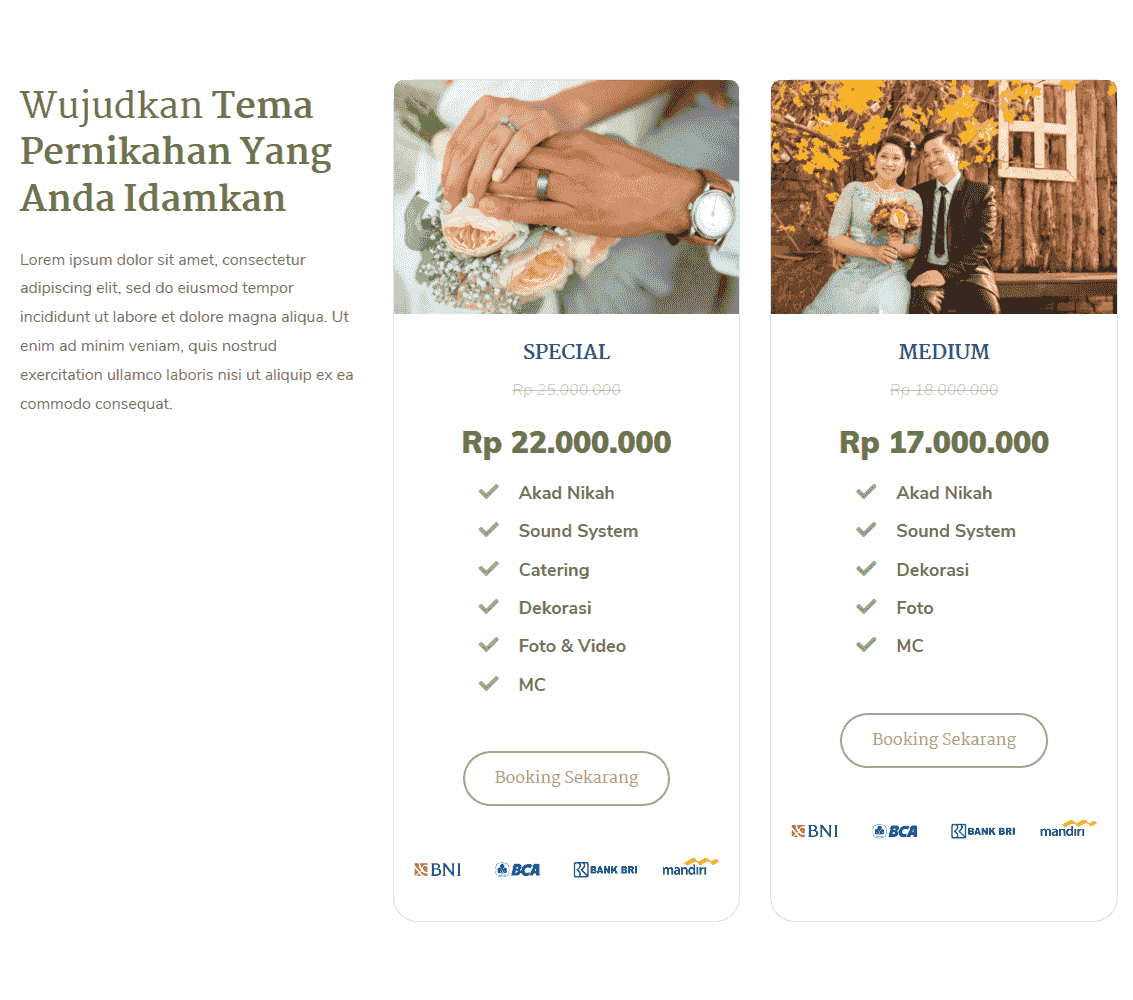 Wujudkan Tema
Pernikahan Yang
Anda Idamkan
Lorem ipsum dolor sit amet, consectetur
adipiscing elit, sed do eiusmod tempor
incididunt ut labore et dolore magna aliqua. Ut
enim ad minim veniam, quis nostrud
exercitation ullamco laboris nisi ut aliquip ex ea
commodo consequat.
SPECIAL
Rp 25.000.000
Rp 22.000.000
Akad Nikah
Sound System
Catering
Dekorasi
Foto & Video
MC
Booking Sekarang
BNI BCA BANK BRI mandiri
MEDIUM
Rp 18.000.000
Rp 17.000.000
Akad Nikah
Sound System
Dekorasi
Foto
MC
Booking Sekarang
BNI BCA BANK BRI mandiri